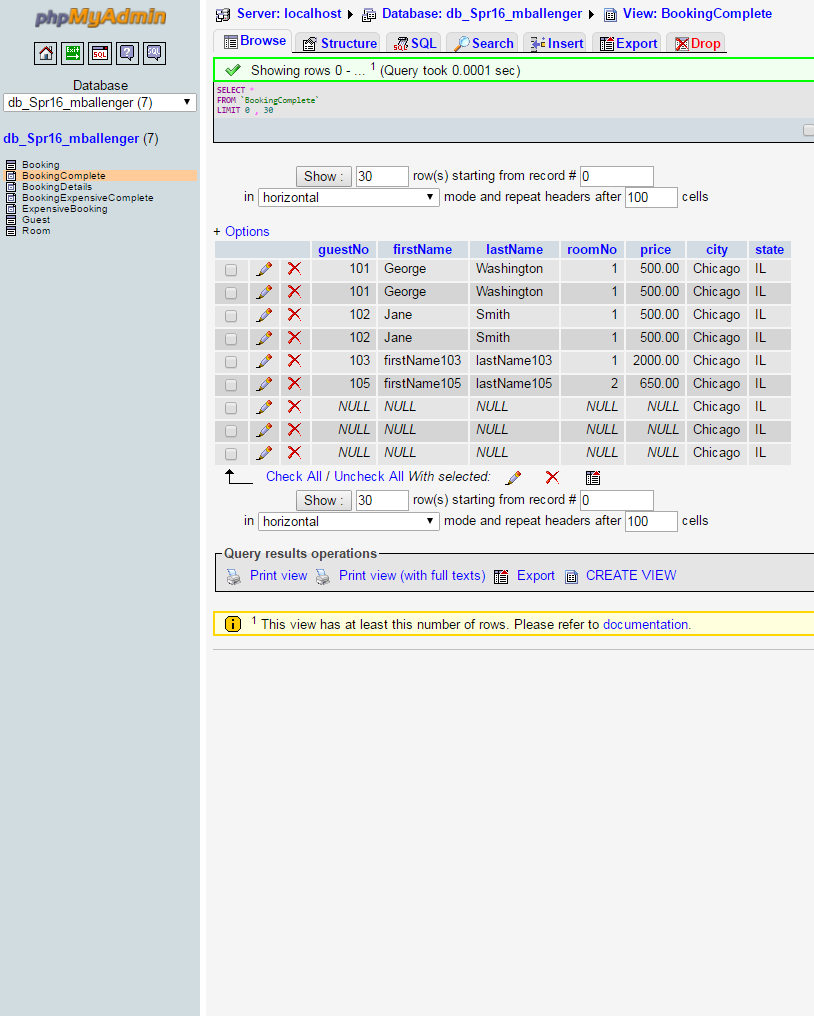 phpMyAdmin
SQL
SQL
Database
db_Spr16_mballenger (7)
db_Spr16_mballenger (7)
Booking
BookingComplete
BookingDetails
BookingExpensiveComplete
ExpensiveBooking
Guest
Room
Server: localhost Database: db_Spr16_mballenger View: BookingComplete
Browse Structure SQL Search Insert Export Drop
Showing rows 0 - ... 1 (Query took 0.0001 sec)
SELECT *
FROM `BookingComplete`
LIMIT 0 , 30
Show : 30 row(s) starting from record # 0
in horizontal mode and repeat headers after 100 cells
+ Options
guestNo firstName lastName roomNo price city state
101 George Washington 1 500.00 Chicago IL
101 George Washington 1 500.00 Chicago IL
102 Jane Smith 1 500.00 Chicago IL
102 Jane Smith 1 500.00 Chicago IL
103 firstName103 lastName103 1 2000.00 Chicago IL
105 firstName105 lastName105 2 650.00 Chicago IL
NULL NULL NULL NULL NULL Chicago IL
NULL NULL NULL NULL NULL Chicago IL
NULL NULL NULL NULL NULL Chicago IL
Check All / Uncheck All With selected:
Show : 30 row(s) starting from record # 0
in horizontal mode and repeat headers after 100 cells
Query results operations
Print view Print view (with full texts) Export CREATE VIEW
1 This view has at least this number of rows. Please refer to documentation.